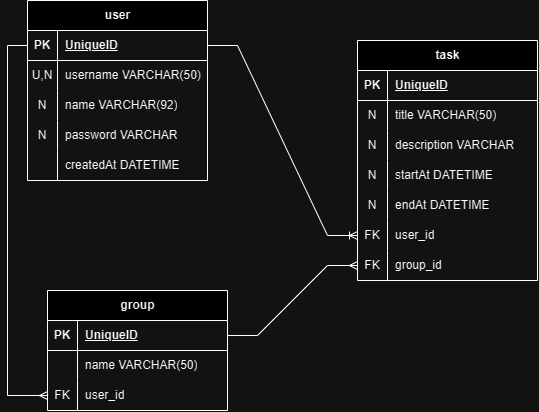 user
PK UniqueID
U,N username VARCHAR(50)
N name VARCHAR(92)
N password VARCHAR
createdAt DATETIME
task
PK UniqueID
N title VARCHAR(50)
N description VARCHAR
N startAt DATETIME
N endAt DATETIME
FK user_id
FK group_id
group
PK UniqueID
name VARCHAR(50)
FK user_id